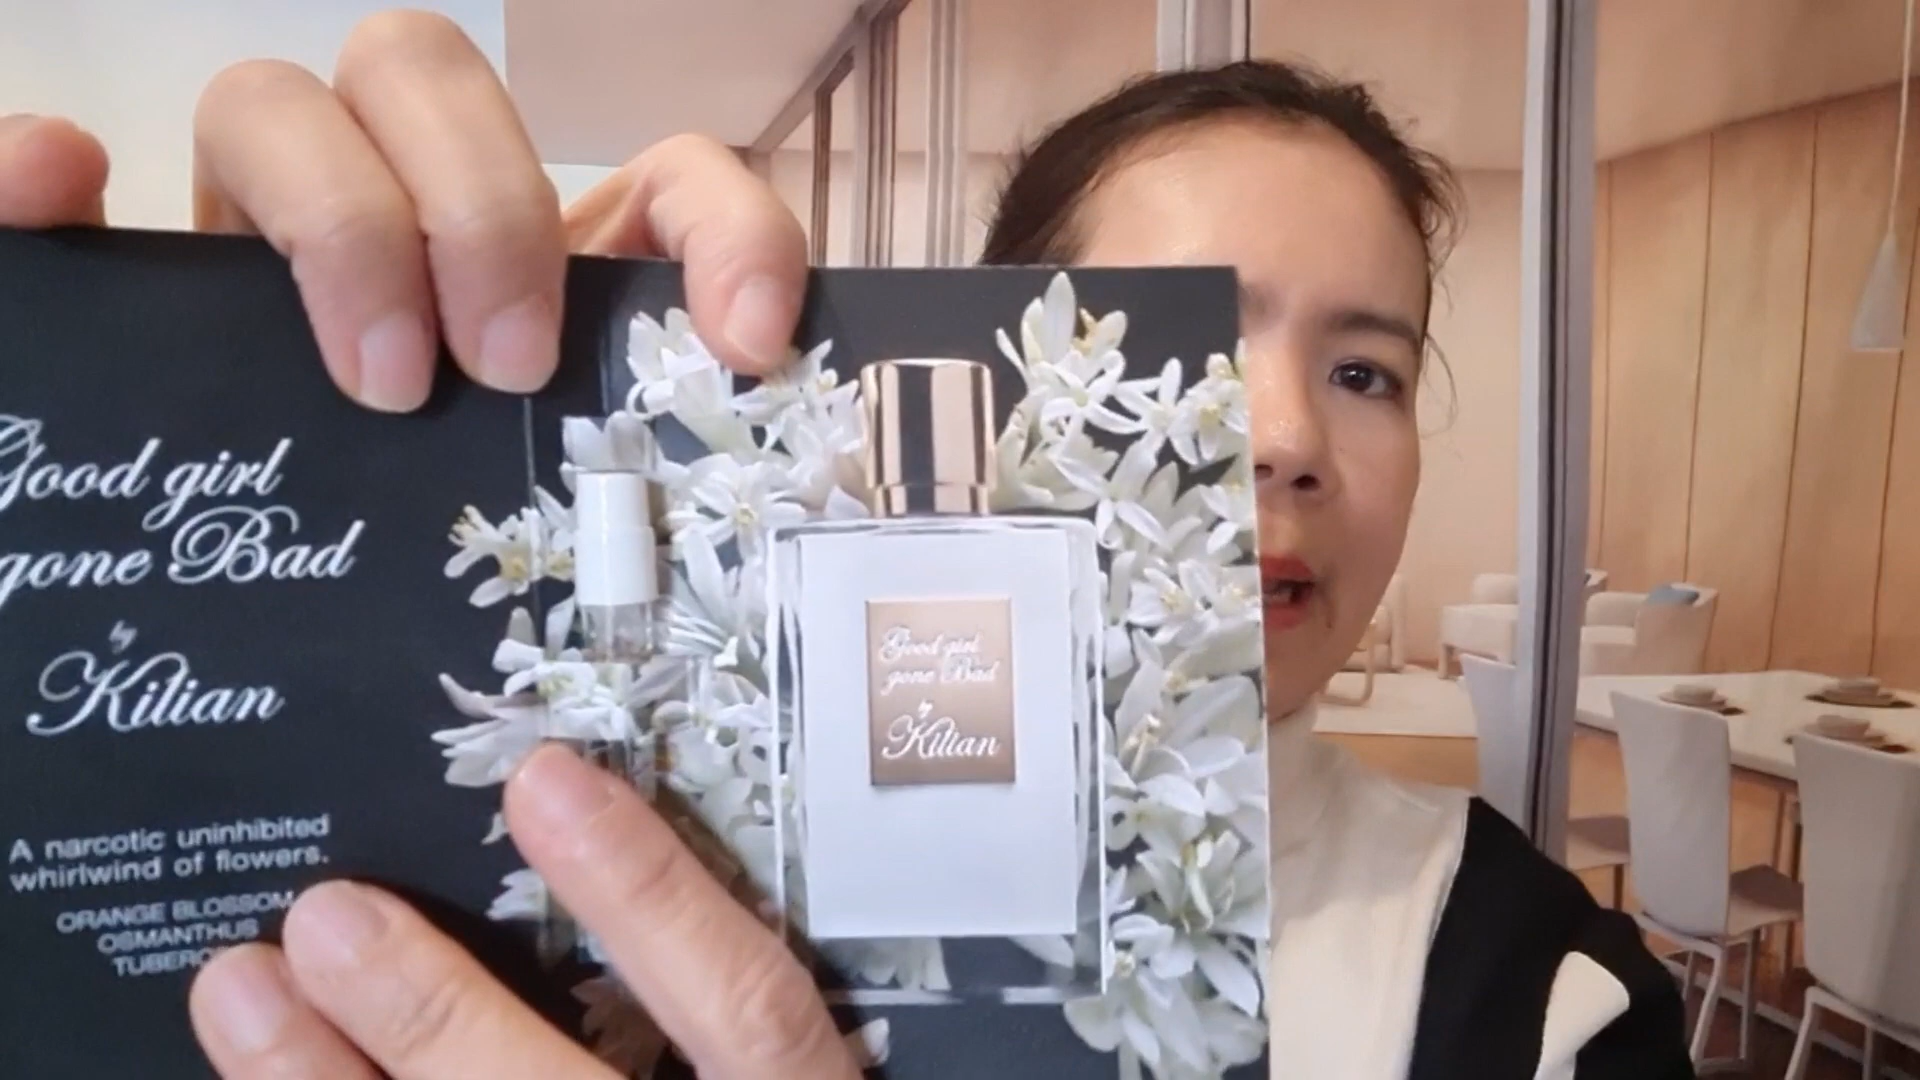 Good girl
gone Bad
by
Kilian
A narcotic uninhibited
whirlwind of flowers.
ORANGE BLOSSOM
OSMANTHUS
Good girl
gone Bad
by
Kilian